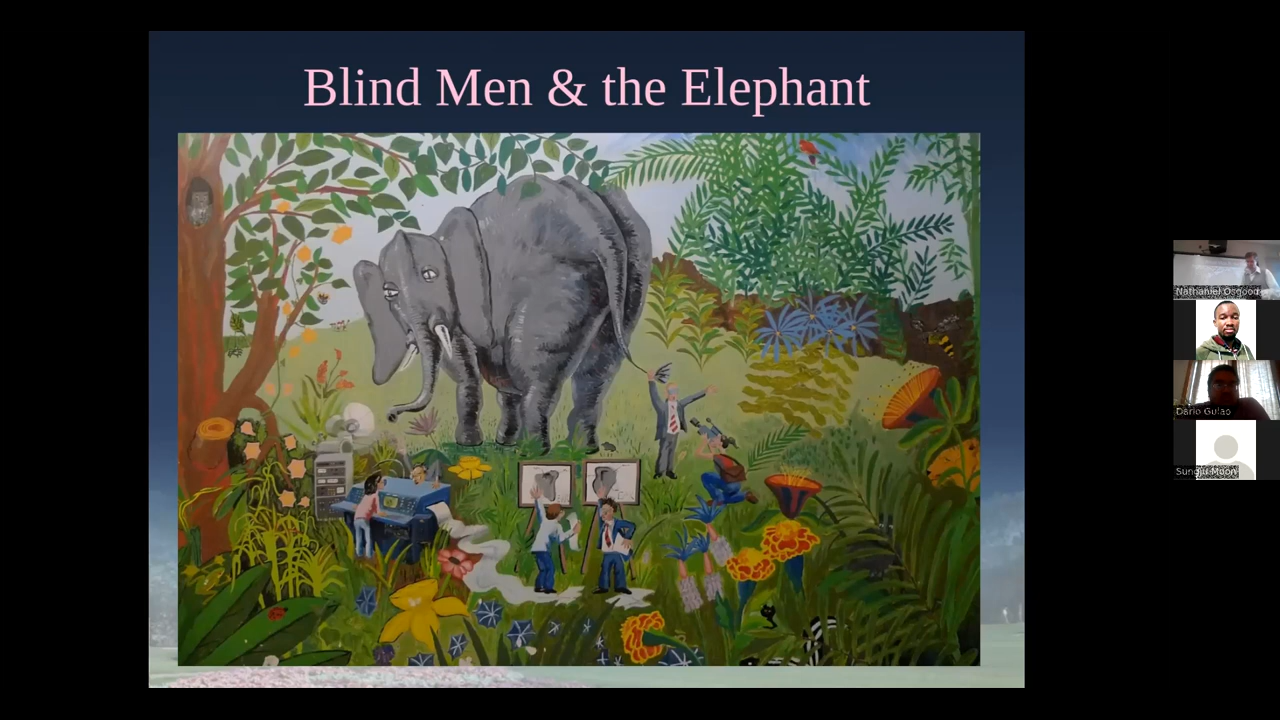 Blind Men & the Elephant
Nathaniel Osgood
Dario Gulao
Sungju Moon